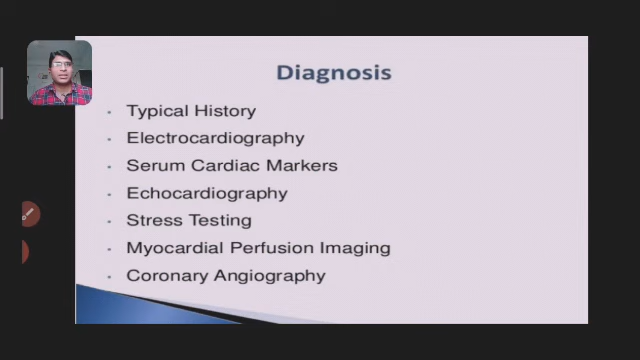 Diagnosis
• Typical History
• Electrocardiography
• Serum Cardiac Markers
• Echocardiography
• Stress Testing
• Myocardial Perfusion Imaging
• Coronary Angiography